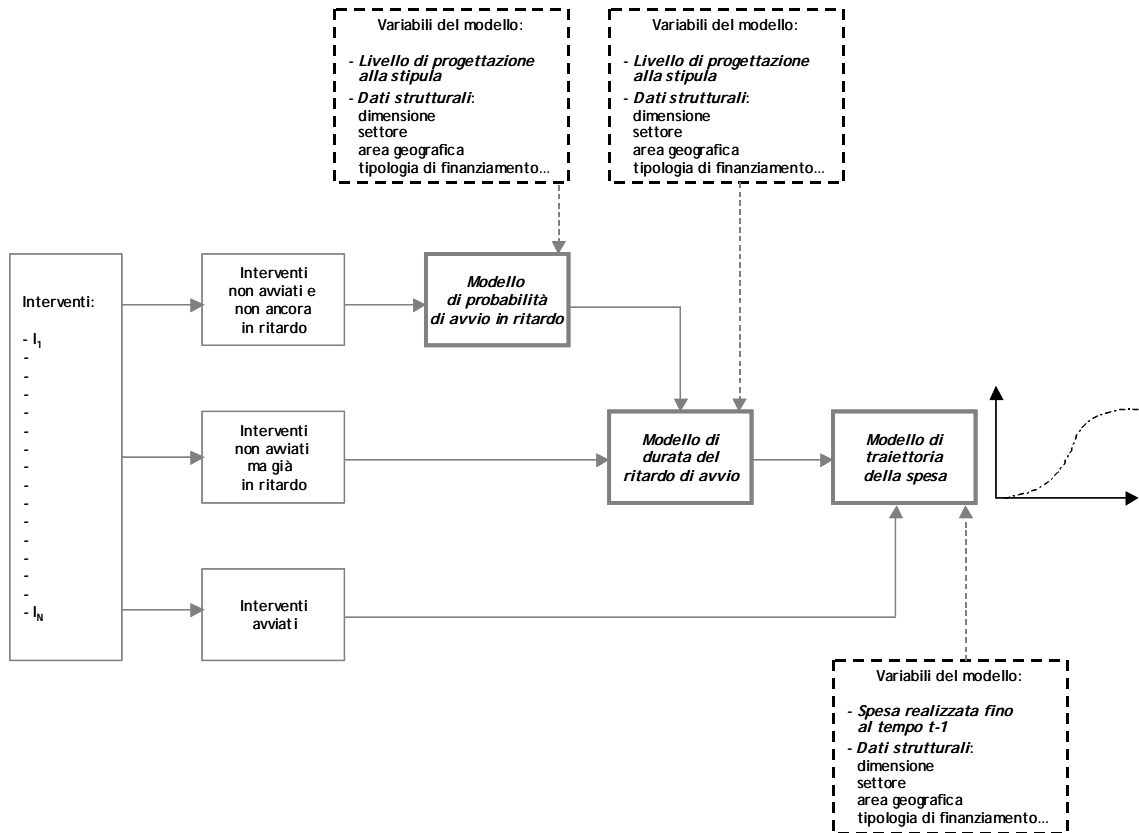 Variabili del modello:
- Livello di progettazione
alla stipula
- Dati strutturali:
dimensione
settore
area geografica
tipologia di finanziamento...
Variabili del modello:
- Livello di progettazione
alla stipula
- Dati strutturali:
dimensione
settore
area geografica
tipologia di finanziamento...
Interventi:
- I1
-
-
-
-
-
-
-
-
-
-
-
-
-
-
- IN
Interventi
non avviati e
non ancora
in ritardo
Modello
di probabilità
di avvio in ritardo
Interventi
non avviati
ma già
in ritardo
Modello di
durata del
ritardo di avvio
Modello di
traiettoria
della spesa
Interventi
avviati
Variabili del modello:
- Spesa realizzata fino
al tempo t-1
- Dati strutturali:
dimensione
settore
area geografica
tipologia di finanziamento...